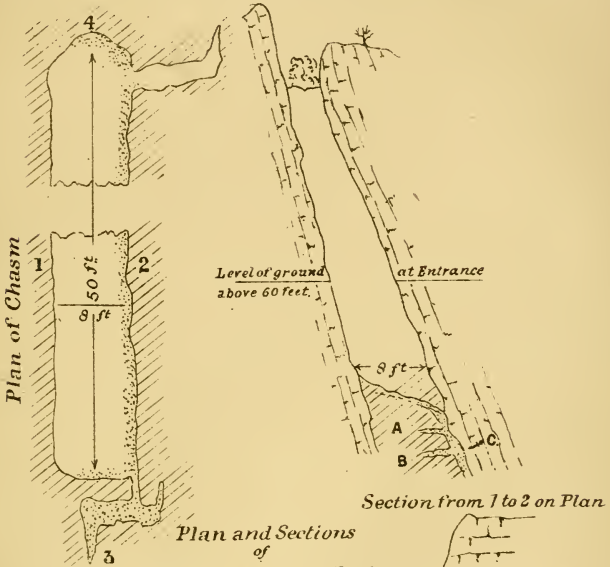 4
Plan of Chasm
1
2
50 ft
8 ft
3
Level of ground
above 60 feet.
at Entrance
8 ft
A
B
C.
Section from 1 to 2 on Plan
Plan and Sections
of